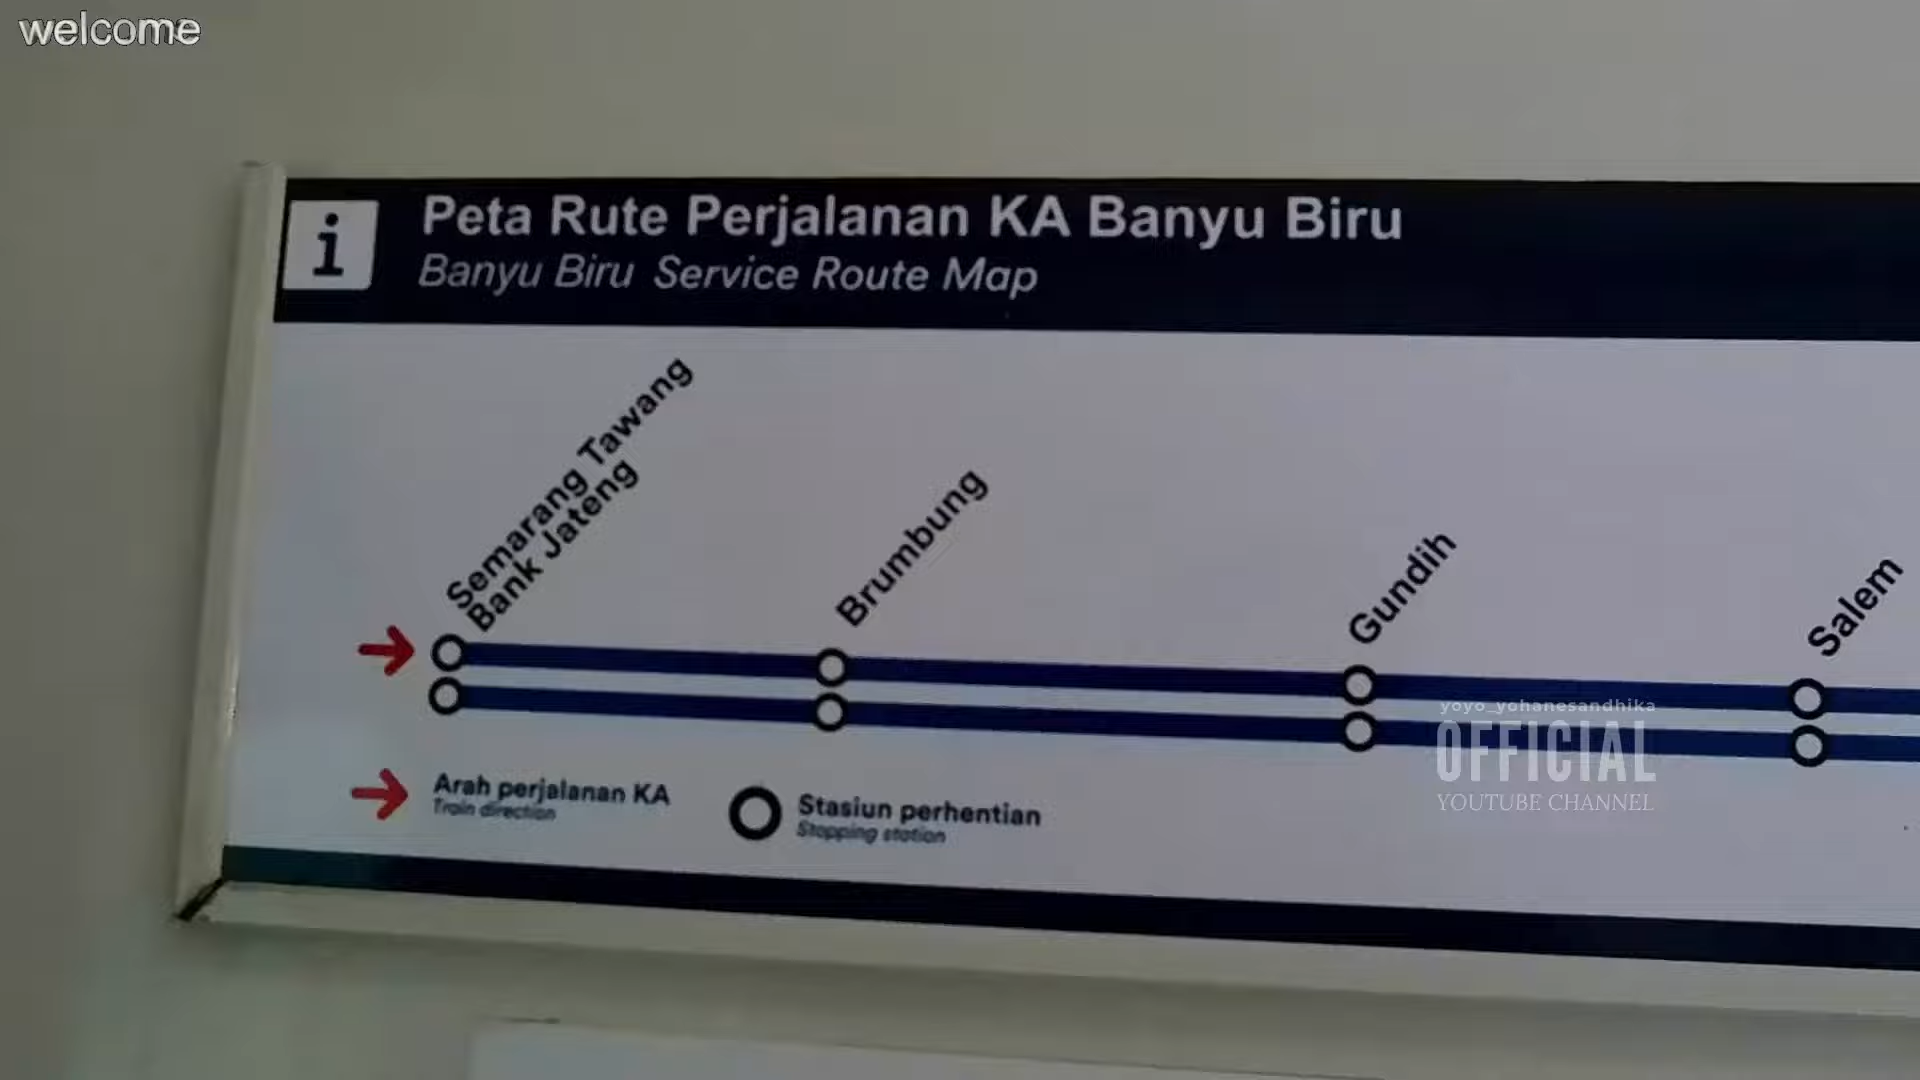 welcome
i
Peta Rute Perjalanan KA Banyu Biru
Banyu Biru Service Route Map
Semarang Tawang
Bank Jateng
Brumbung
Gundih
Salem
Arah perjalanan KA
Train direction
Stasiun perhentian
Stopping station
yoyo_yohanesandhika
OFFICIAL
YOUTUBE CHANNEL